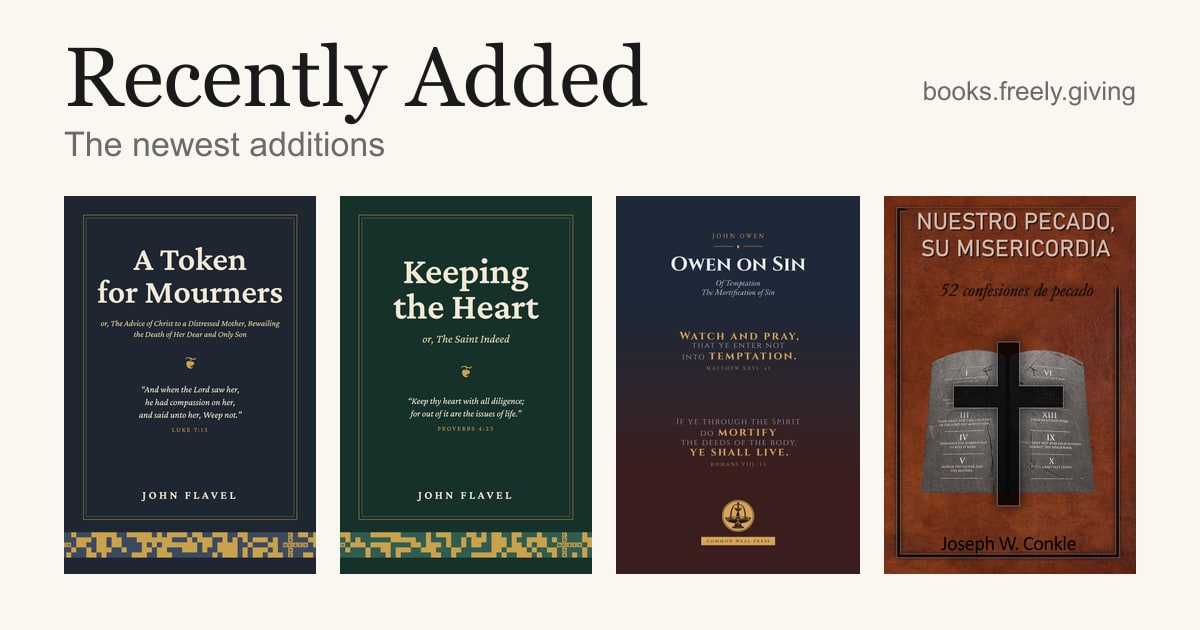 Recently Added
The newest additions
books.freely.giving
A Token
for Mourners
or, The Advice of Christ to a Distressed Mother, Bewailing
the Death of Her Dear and Only Son
“And when the Lord saw her,
he had compassion on her,
and said unto her, Weep not.”
LUKE 7:13
JOHN FLAVEL
Keeping
the Heart
or, The Saint Indeed
“Keep thy heart with all diligence;
for out of it are the issues of life.”
PROVERBS 4:23
JOHN FLAVEL
JOHN OWEN
OWEN ON SIN
Of Temptation
The Mortification of Sin
WATCH AND PRAY,
THAT YE ENTER NOT
INTO TEMPTATION.
MATTHEW XXVI. 41
IF YE THROUGH THE SPIRIT
DO MORTIFY
THE DEEDS OF THE BODY,
YE SHALL LIVE.
ROMANS VIII. 13
COMMON WEAL PRESS
NUESTRO PECADO,
SU MISERICORDIA
52 confesiones de pecado
I
III
IV
V
VI
XIII
IX
X
Joseph W. Conkle